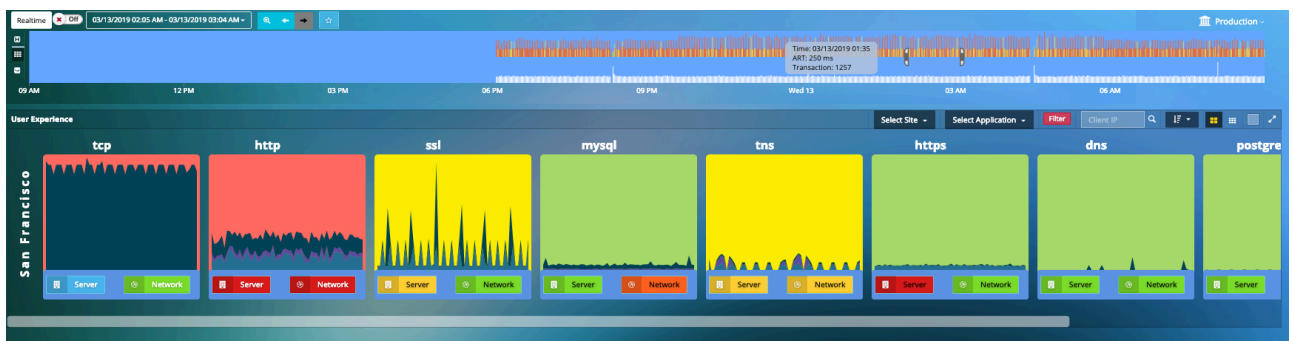 Realtime Off 03/13/2019 02:05 AM - 03/13/2019 03:04 AM Production
Time: 03/13/2019 01:35
ART: 250 ms
Transaction: 1257
09 AM 12 PM 03 PM 06 PM 09 PM Wed 13 03 AM 06 AM
User Experience Select Site Select Application Filter Client IP
tcp http ssl mysql tns https dns postgre
San Francisco
Server Network Server Network Server Network Server Network Server Network Server Network Server Network Server